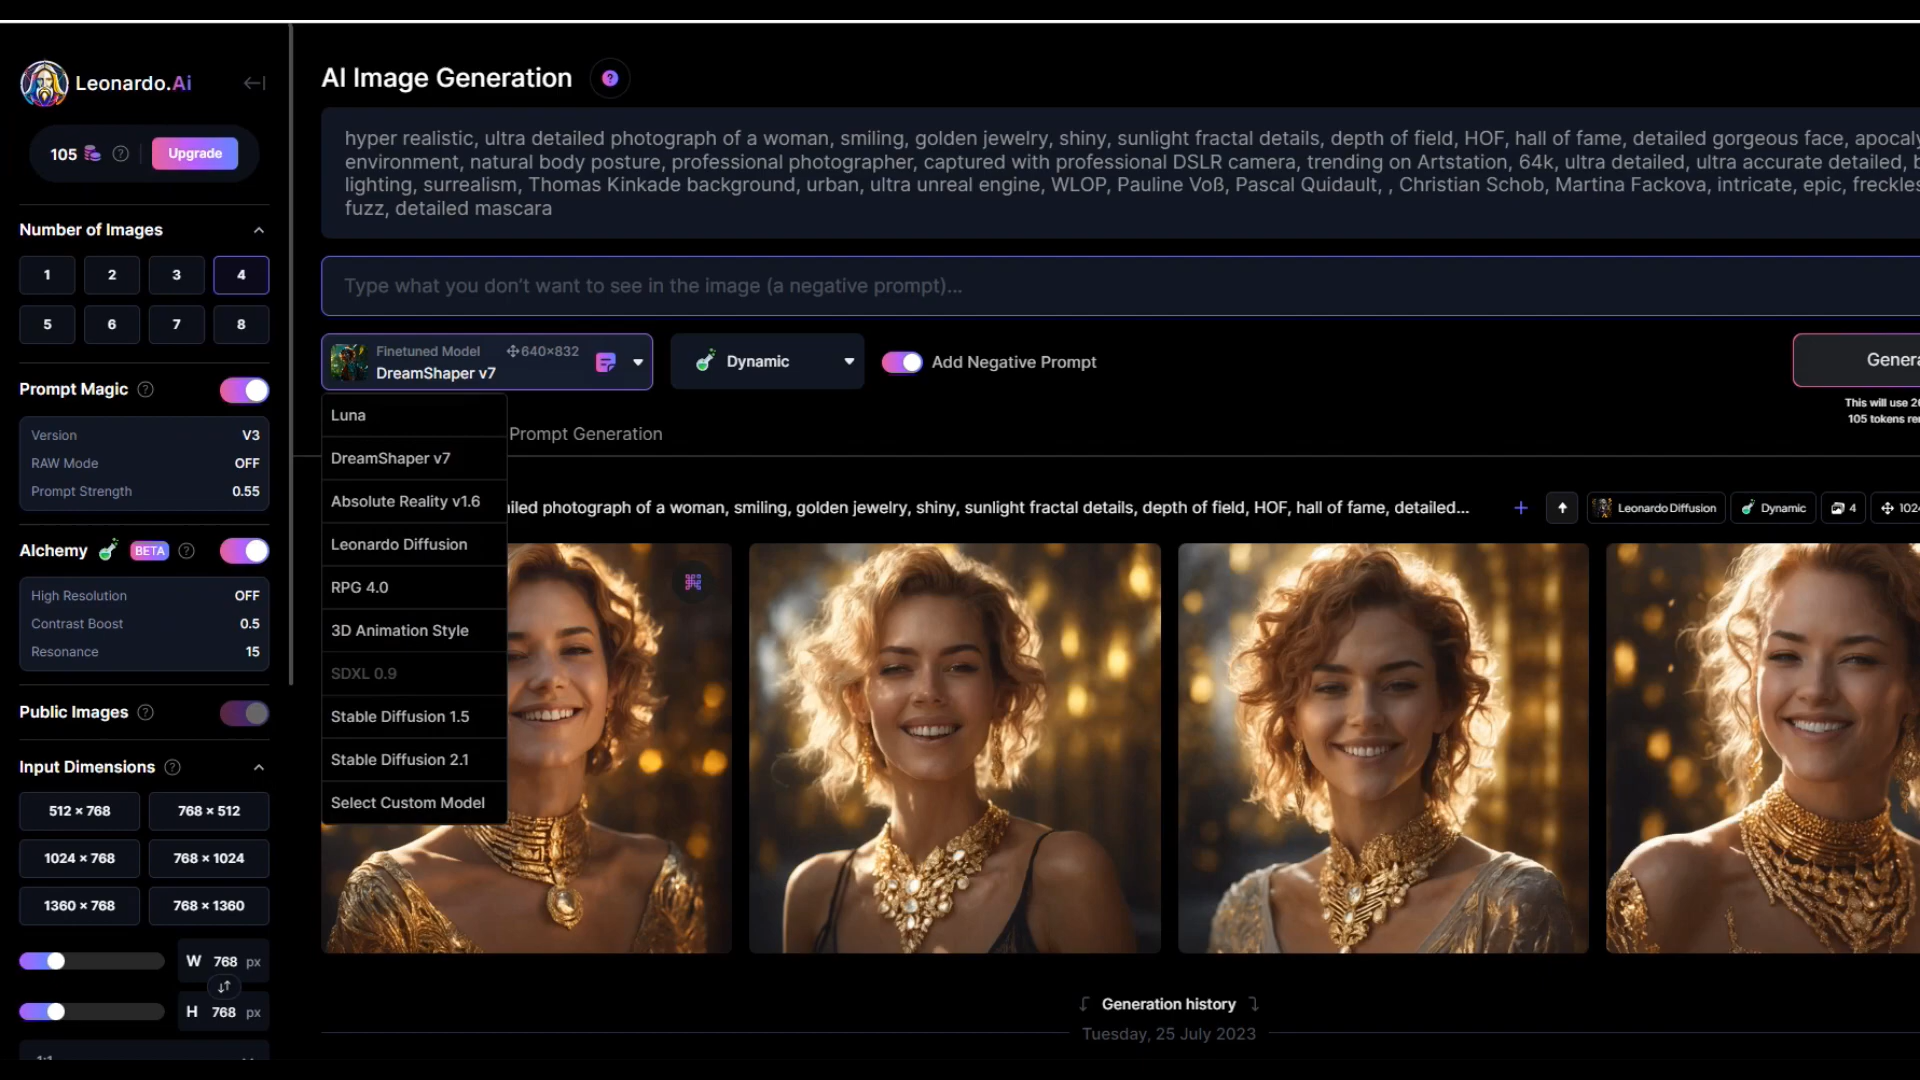 Leonardo.Ai
105
Upgrade
Number of Images
1 2 3 4
5 6 7 8
Prompt Magic
Version V3
RAW Mode OFF
Prompt Strength 0.55
Alchemy BETA
High Resolution OFF
Contrast Boost 0.5
Resonance 15
Public Images
Input Dimensions
512 × 768 768 × 512
1024 × 768 768 × 1024
1360 × 768 768 × 1360
W 768 px
H 768 px
AI Image Generation
hyper realistic, ultra detailed photograph of a woman, smiling, golden jewelry, shiny, sunlight fractal details, depth of field, HOF, hall of fame, detailed gorgeous face, apocaly
environment, natural body posture, professional photographer, captured with professional DSLR camera, trending on Artstation, 64k, ultra detailed, ultra accurate detailed, b
lighting, surrealism, Thomas Kinkade background, urban, ultra unreal engine, WLOP, Pauline Voß, Pascal Quidault, , Christian Schob, Martina Fackova, intricate, epic, freckles
fuzz, detailed mascara
Type what you don't want to see in the image (a negative prompt)...
Finetuned Model 640×832
DreamShaper v7
Dynamic
Add Negative Prompt
Genera
This will use 2
105 tokens re
Luna
DreamShaper v7
Absolute Reality v1.6
Leonardo Diffusion
RPG 4.0
3D Animation Style
SDXL 0.9
Stable Diffusion 1.5
Stable Diffusion 2.1
Select Custom Model
Prompt Generation
iled photograph of a woman, smiling, golden jewelry, shiny, sunlight fractal details, depth of field, HOF, hall of fame, detailed...
Leonardo Diffusion
Dynamic
4
102
Generation history
Tuesday, 25 July 2023